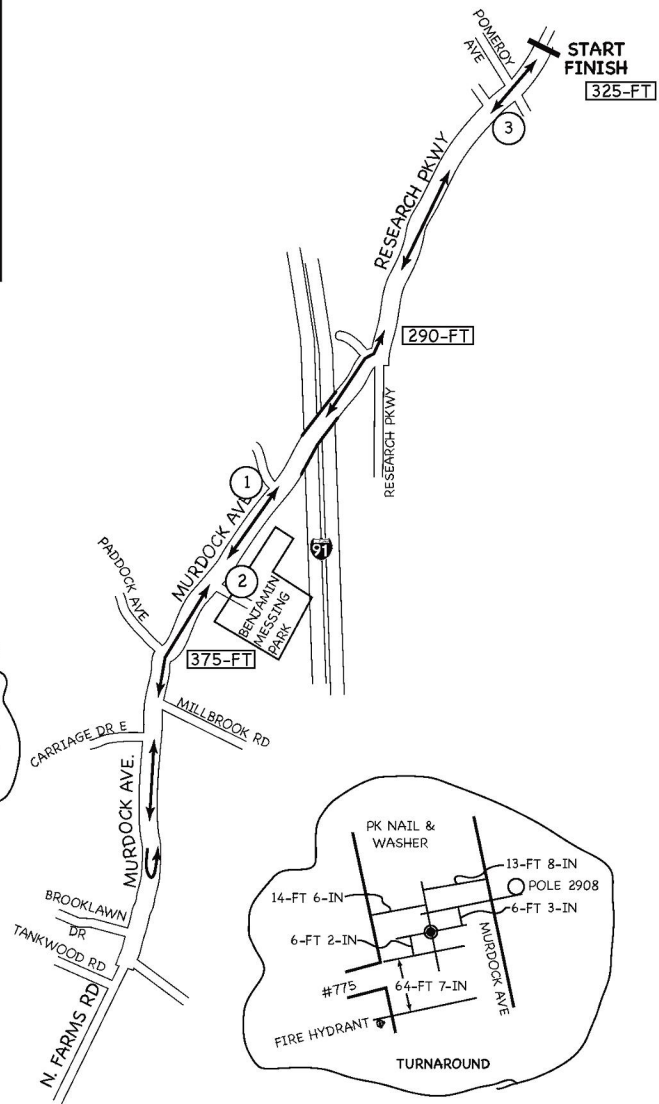 POMEROY
AVE
START
FINISH
325-FT
3
RESEARCH PKWY
290-FT
RESEARCH PKWY
1
MURDOCK AVE
91
PADDOCK AVE
2
BENJAMIN
MESSING
PARK
375-FT
MILLBROOK RD
CARRIAGE DR E
MURDOCK AVE.
BROOKLAWN
DR
TANKWOOD RD
N. FARMS RD
PK NAIL &
WASHER
13-FT 8-IN
POLE 2908
14-FT 6-IN
6-FT 3-IN
6-FT 2-IN
MURDOCK AVE
#775
64-FT 7-IN
FIRE HYDRANT
TURNAROUND